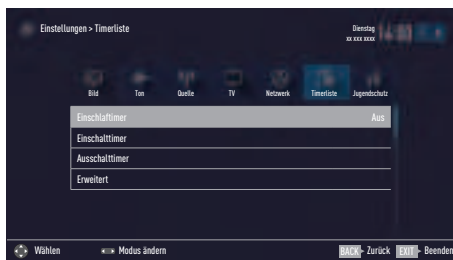 Einstellungen > Timerliste
Dienstag
xx xxx xxxx
Bild Ton Quelle TV Netzwerk Timerliste Jugendschutz
Einschlaftimer Aus
Einschalttimer
Ausschalttimer
Erweitert
Wählen Modus ändern BACK Zurück EXIT Beenden